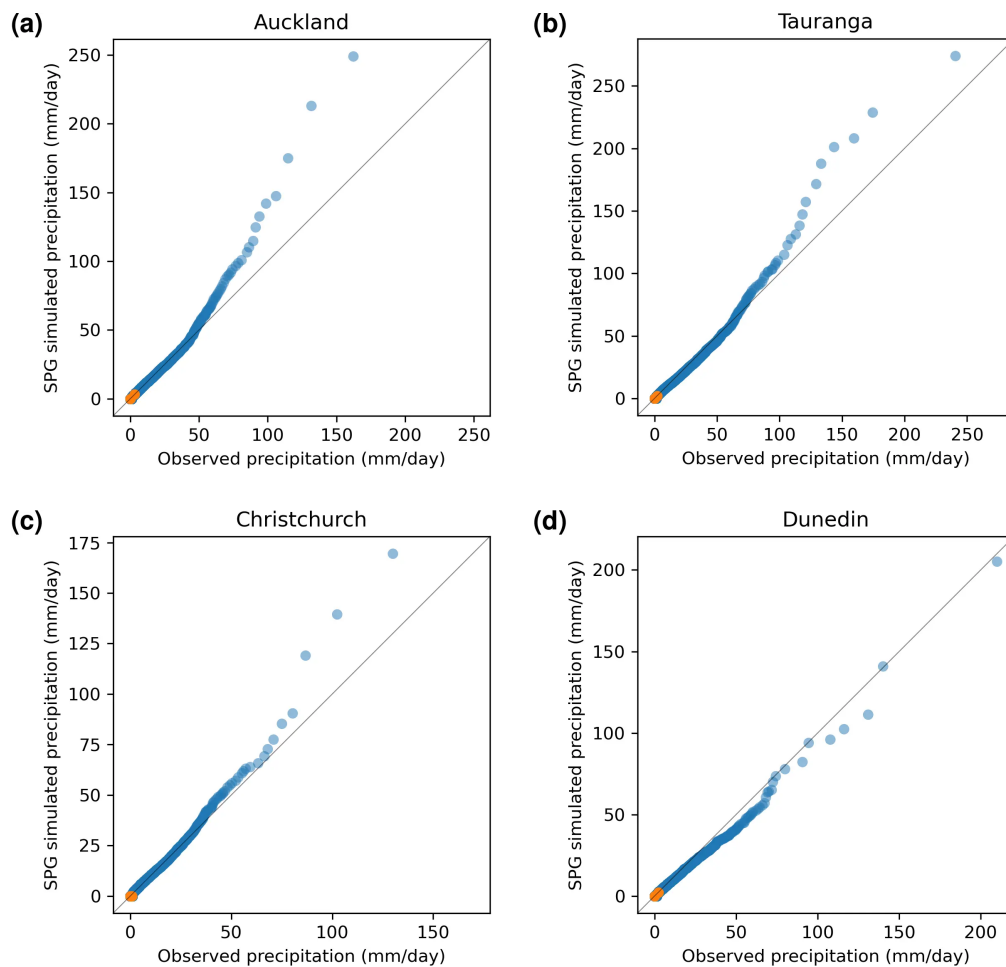 (a)
Auckland
SPG simulated precipitation (mm/day)
250
200
150
100
50
0
0 50 100 150 200 250
Observed precipitation (mm/day)
(b)
Tauranga
SPG simulated precipitation (mm/day)
250
200
150
100
50
0
0 50 100 150 200 250
Observed precipitation (mm/day)
(c)
Christchurch
SPG simulated precipitation (mm/day)
175
150
125
100
75
50
25
0
0 50 100 150
Observed precipitation (mm/day)
(d)
Dunedin
SPG simulated precipitation (mm/day)
200
150
100
50
0
0 50 100 150 200
Observed precipitation (mm/day)